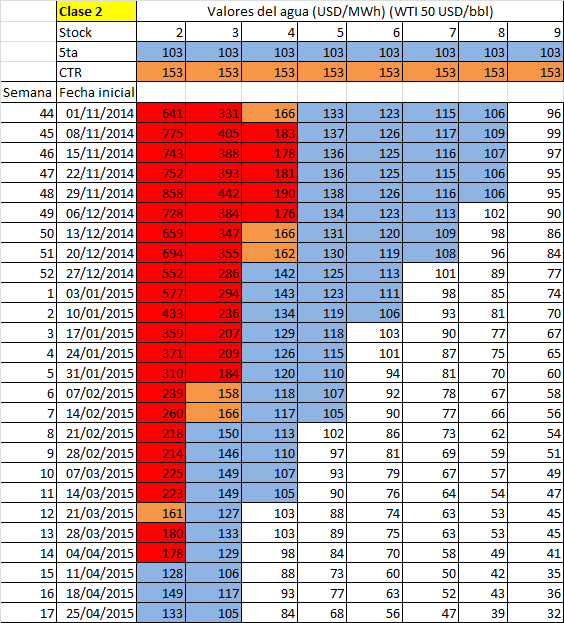 Clase 2 Valores del agua (USD/MWh) (WTI 50 USD/bbl)
Stock 2 3 4 5 6 7 8 9
5ta 103 103 103 103 103 103 103 103
CTR 153 153 153 153 153 153 153 153
Semana Fecha inicial
44 01/11/2014 641 331 166 133 123 115 106 96
45 08/11/2014 775 405 183 137 126 117 109 99
46 15/11/2014 743 388 178 136 125 116 107 97
47 22/11/2014 752 393 181 136 125 115 106 95
48 29/11/2014 858 442 190 138 126 116 106 95
49 06/12/2014 728 384 176 134 123 113 102 90
50 13/12/2014 659 347 166 131 120 109 98 86
51 20/12/2014 694 355 162 130 119 108 96 84
52 27/12/2014 552 286 142 125 113 101 89 77
1 03/01/2015 577 294 143 123 111 98 85 74
2 10/01/2015 433 236 134 119 106 93 81 70
3 17/01/2015 359 207 129 118 103 90 77 67
4 24/01/2015 371 209 126 115 101 87 75 65
5 31/01/2015 310 184 120 110 94 81 70 60
6 07/02/2015 239 158 118 107 92 78 67 58
7 14/02/2015 260 166 117 105 90 77 66 56
8 21/02/2015 218 150 113 102 86 73 62 54
9 28/02/2015 214 146 110 97 81 69 59 51
10 07/03/2015 225 149 107 93 79 67 57 49
11 14/03/2015 223 149 105 90 76 64 54 47
12 21/03/2015 161 127 103 88 74 63 53 45
13 28/03/2015 180 133 103 89 75 63 53 45
14 04/04/2015 178 129 98 84 70 58 49 41
15 11/04/2015 128 106 88 73 60 50 42 35
16 18/04/2015 149 117 93 77 63 52 43 36
17 25/04/2015 133 105 84 68 56 47 39 32